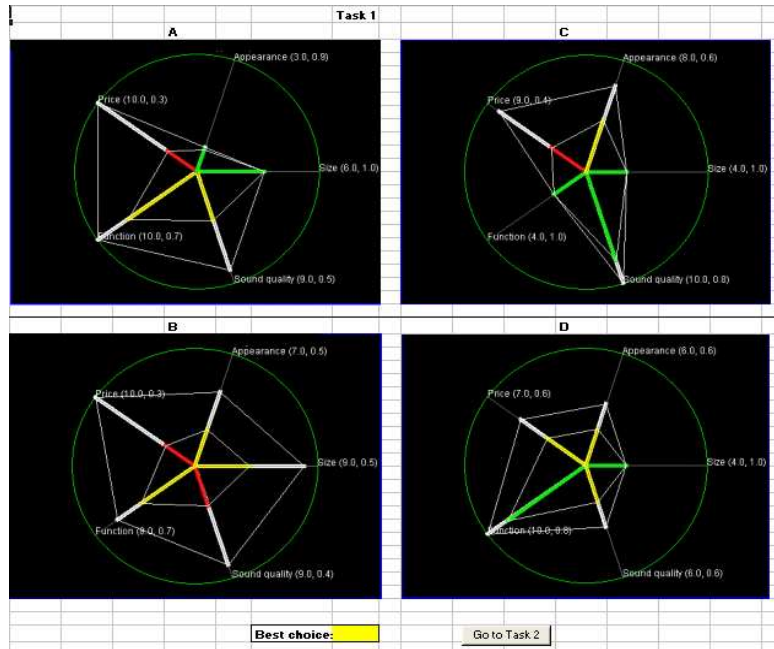 Task 1
A
C
Appearance (3.0, 0.9)
Price (10.0, 0.3)
Size (6.0, 1.0)
Function (10.0, 0.7)
Sound quality (9.0, 0.5)
Appearance (8.0, 0.6)
Price (9.0, 0.4)
Size (4.0, 1.0)
Function (4.0, 1.0)
Sound quality (10.0, 0.8)
B
D
Appearance (7.0, 0.5)
Price (10.0, 0.3)
Size (9.0, 0.5)
Function (9.0, 0.7)
Sound quality (9.0, 0.4)
Appearance (6.0, 0.6)
Price (7.0, 0.6)
Size (4.0, 1.0)
Function (10.0, 0.8)
Sound quality (6.0, 0.6)
Best choice:
Go to Task 2